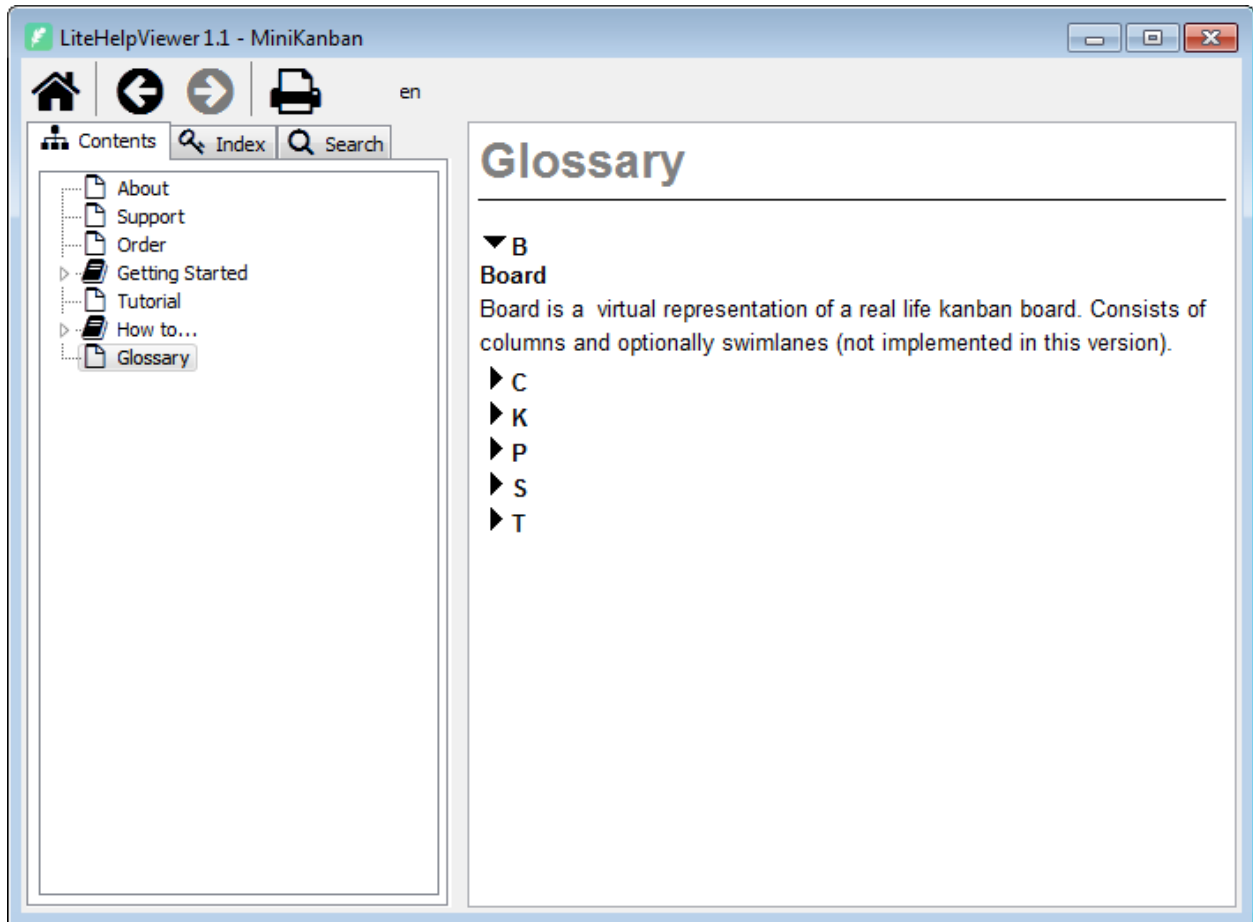 LiteHelpViewer 1.1 - MiniKanban
en
Contents
Index
Search
About
Support
Order
Getting Started
Tutorial
How to...
Glossary
Glossary
B
Board
Board is a  virtual representation of a real life kanban board. Consists of
columns and optionally swimlanes (not implemented in this version).
C
K
P
S
T